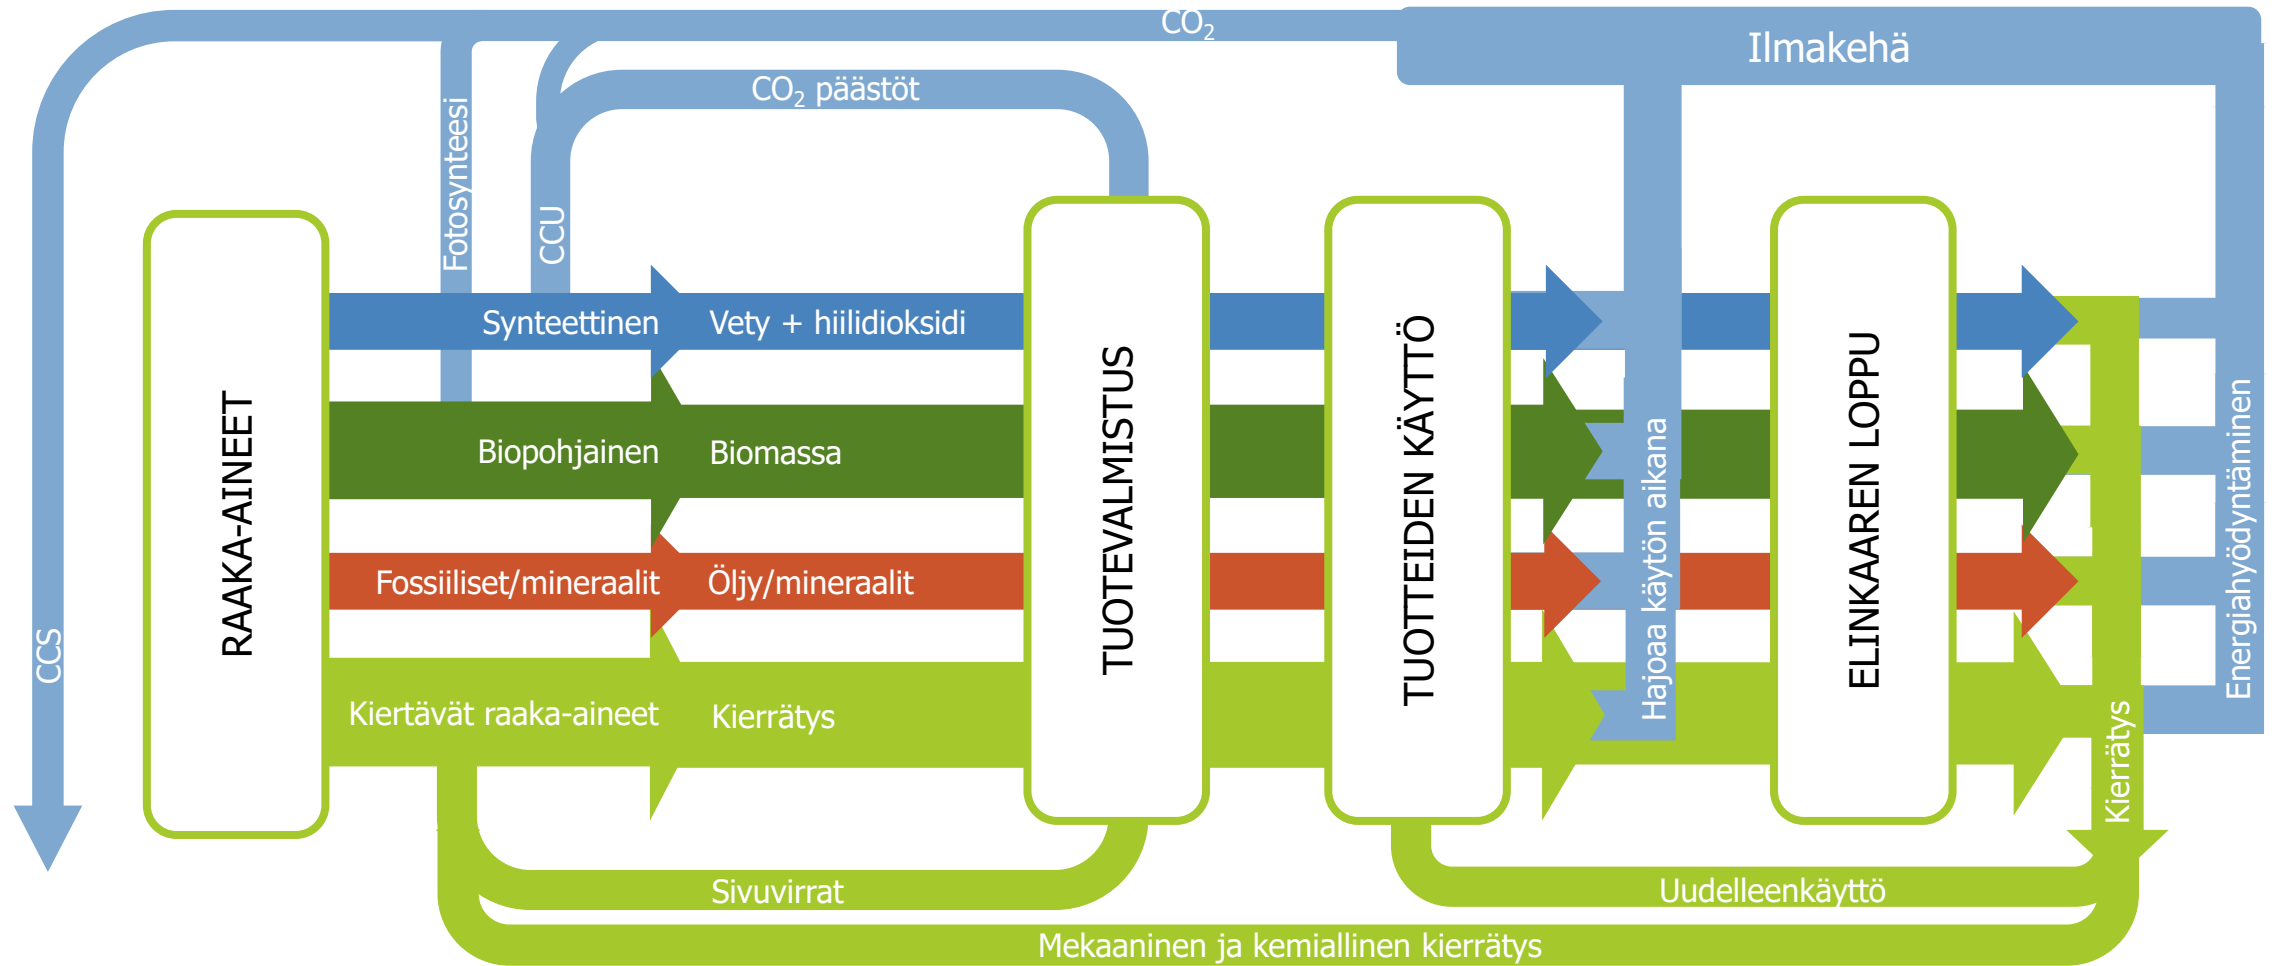 CO₂
Ilmakehä
CO₂ päästöt
Fotosynteesi
CCU
CCS
RAAKA-AINEET
Synteettinen
Vety + hiilidioksidi
Biopohjainen
Biomassa
Fossiiliset/mineraalit
Öljy/mineraalit
Kiertävät raaka-aineet
Kierrätys
TUOTEVALMISTUS
TUOTTEIDEN KÄYTTÖ
Hajoaa käytön aikana
ELINKAAREN LOPPU
Kierrätys
Energiahyödyntäminen
Sivuvirrat
Uudelleenkäyttö
Mekaaninen ja kemiallinen kierrätys